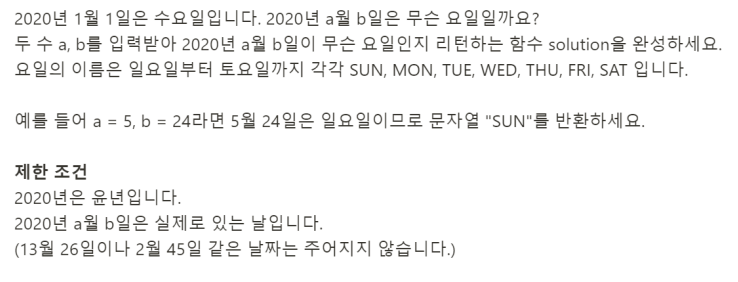 2020년 1월 1일은 수요일입니다. 2020년 a월 b일은 무슨 요일일까요?
두 수 a, b를 입력받아 2020년 a월 b일이 무슨 요일인지 리턴하는 함수 solution을 완성하세요.
요일의 이름은 일요일부터 토요일까지 각각 SUN, MON, TUE, WED, THU, FRI, SAT 입니다.
예를 들어 a = 5, b = 24라면 5월 24일은 일요일이므로 문자열 "SUN"를 반환하세요.
제한 조건
2020년은 윤년입니다.
2020년 a월 b일은 실제로 있는 날입니다.
(13월 26일이나 2월 45일 같은 날짜는 주어지지 않습니다.)